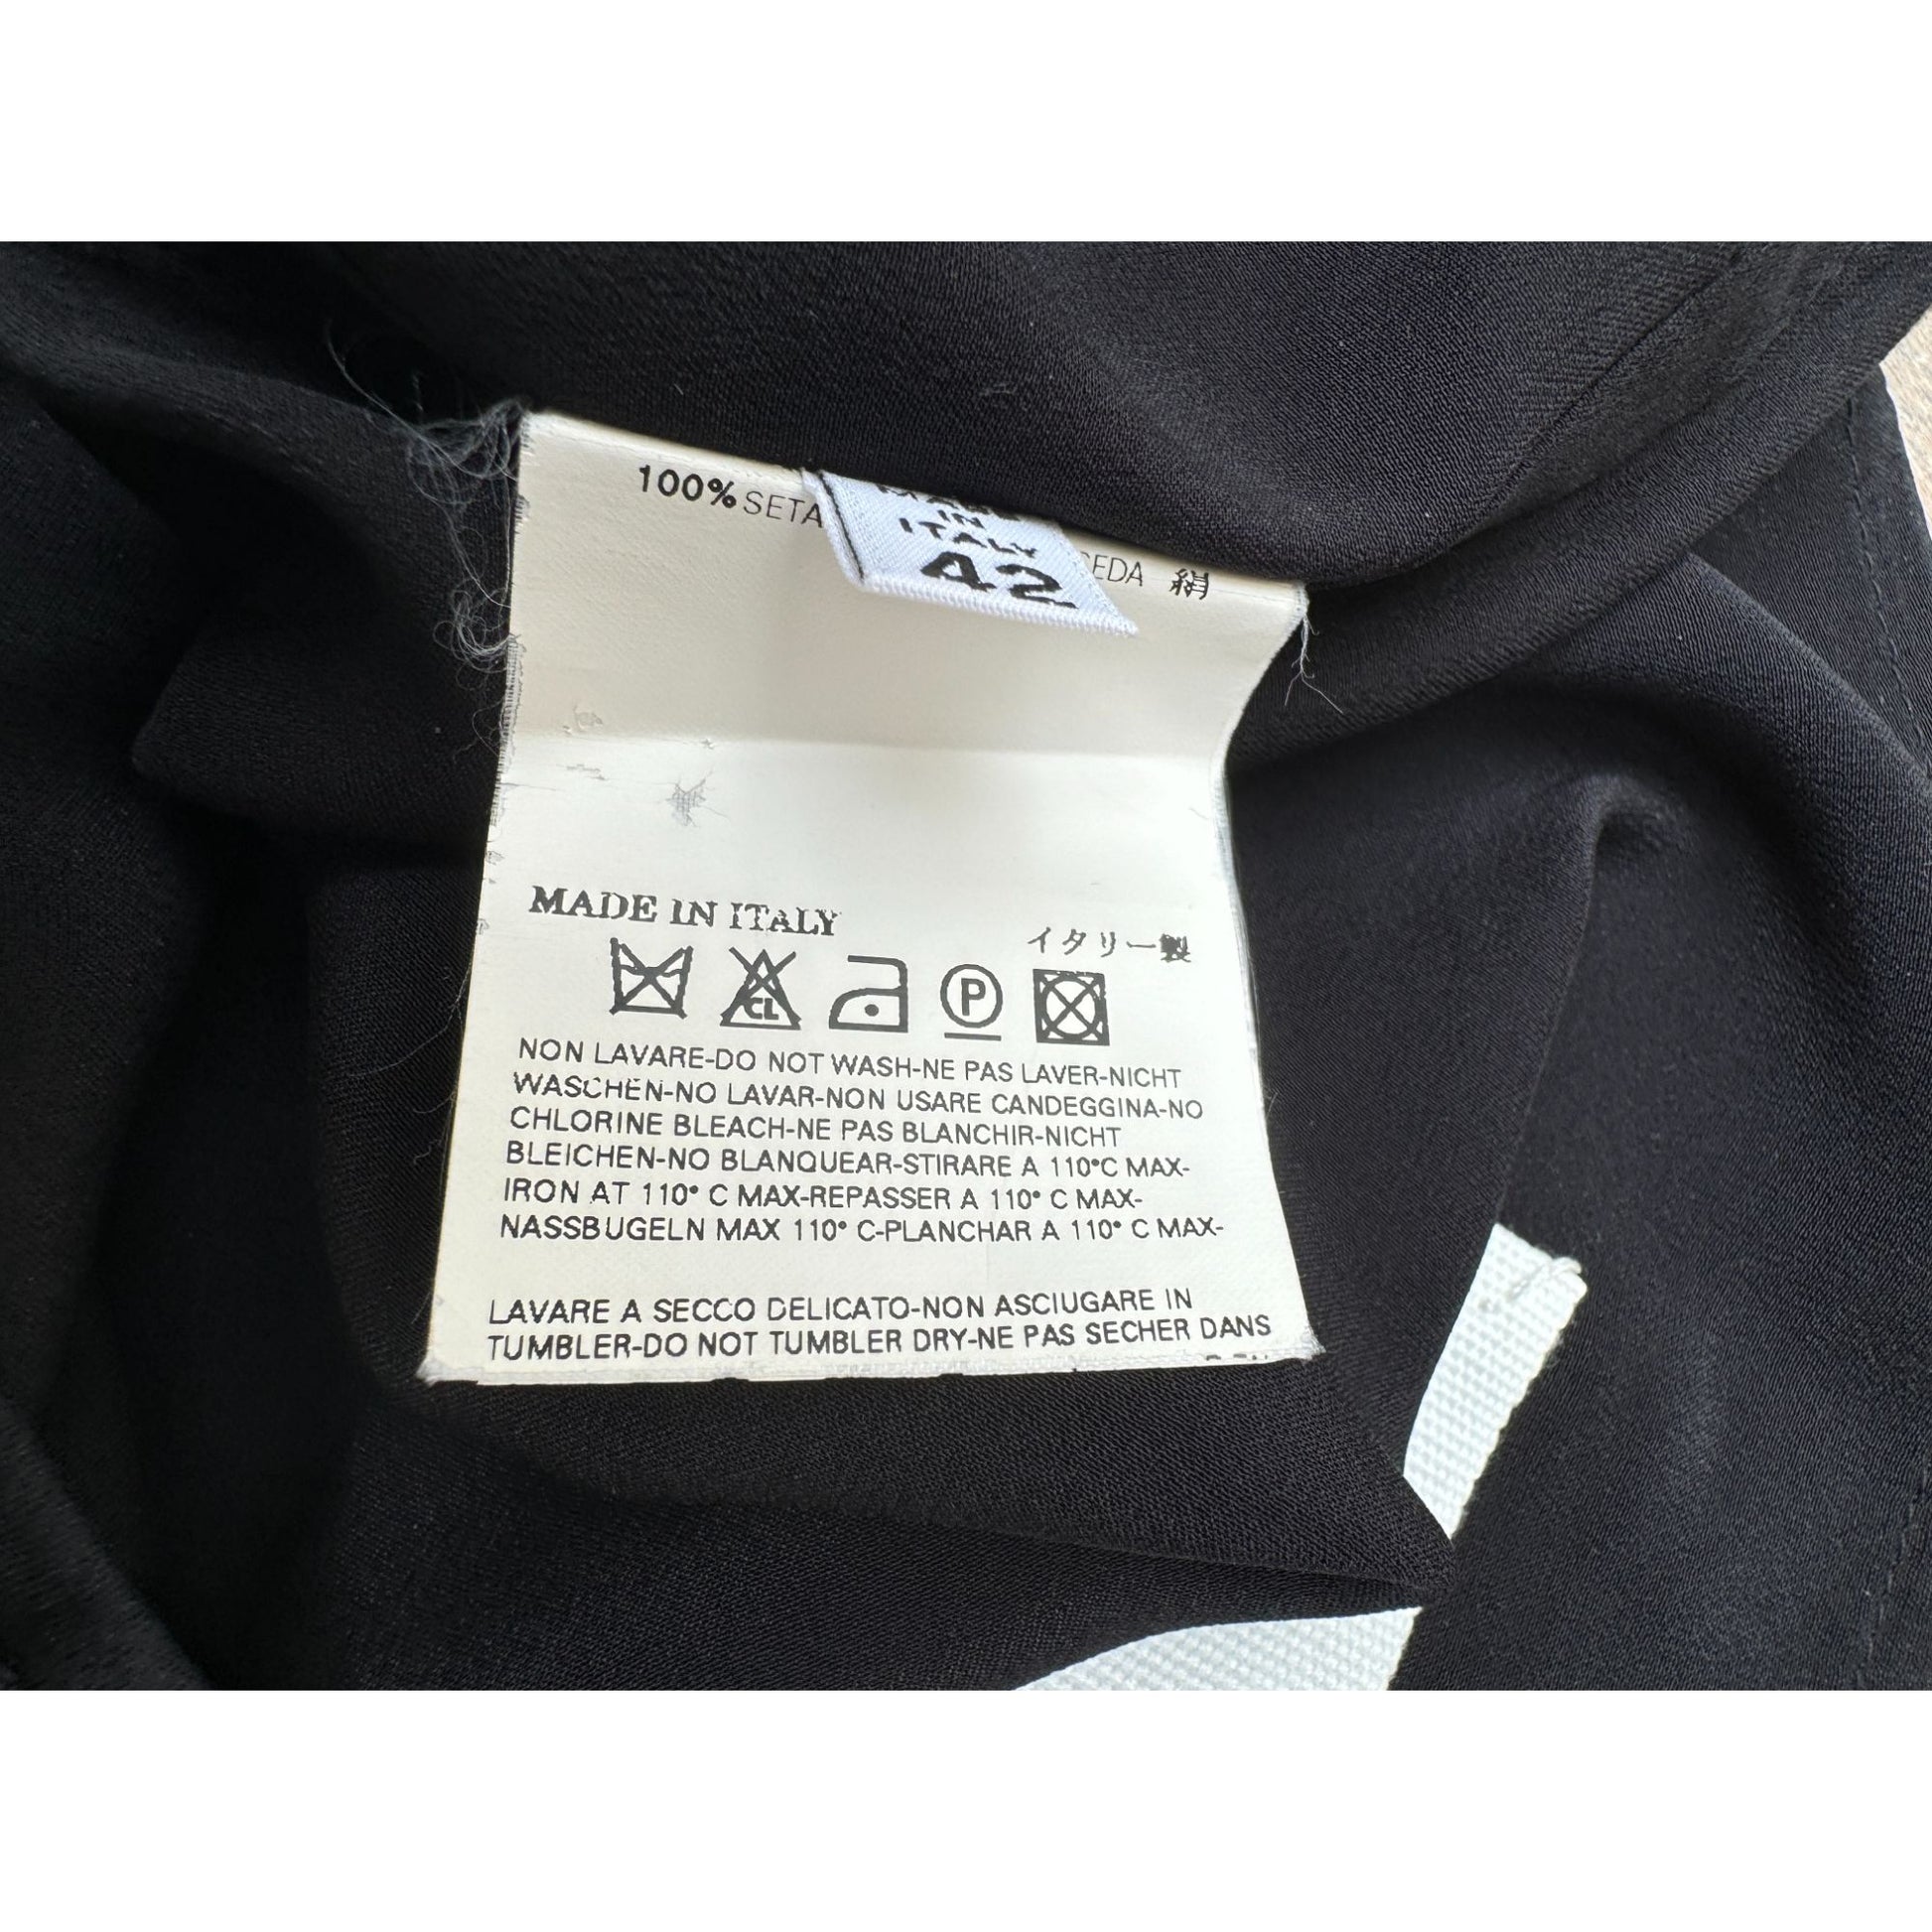 100% SETA
MADE
IN
ITALY
42
絹
MADE IN ITALY
イタリー製
CL
P
NON LAVARE-DO NOT WASH-NE PAS LAVER-NICHT
WASCHEN-NO LAVAR-NON USARE CANDEGGINA-NO
CHLORINE BLEACH-NE PAS BLANCHIR-NICHT
BLEICHEN-NO BLANQUEAR-STIRARE A 110°C MAX-
IRON AT 110° C MAX-REPASSER A 110° C MAX-
NASSBUGELN MAX 110° C-PLANCHAR A 110° C MAX-
LAVARE A SECCO DELICATO-NON ASCIUGARE IN
TUMBLER-DO NOT TUMBLER DRY-NE PAS SECHER DANS